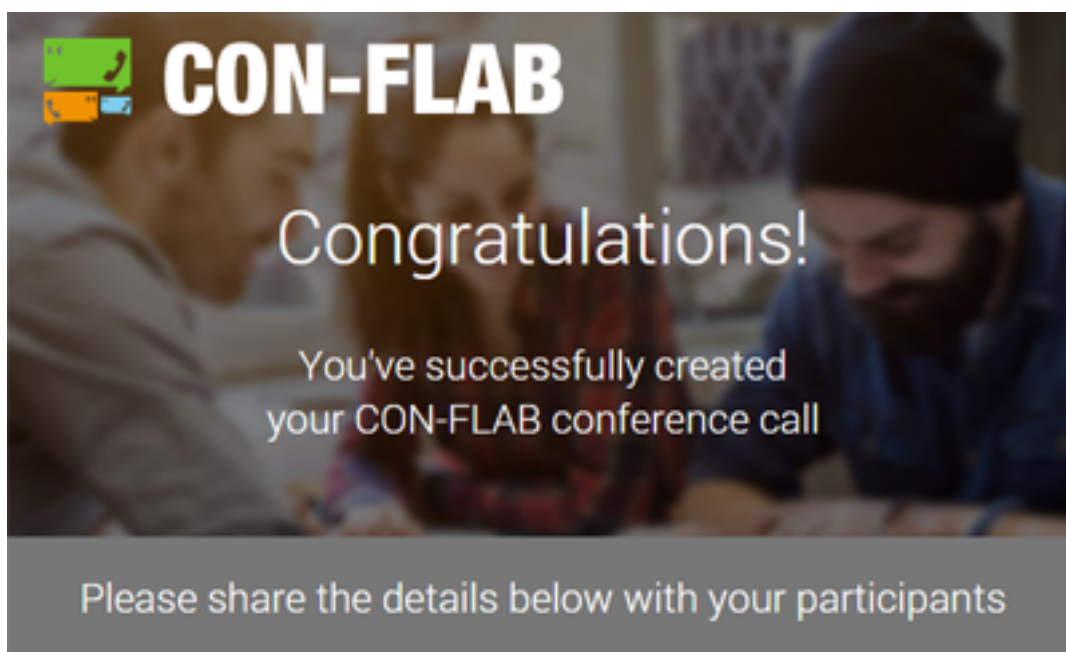 CON-FLAB
Congratulations!
You've successfully created
your CON-FLAB conference call
Please share the details below with your participants